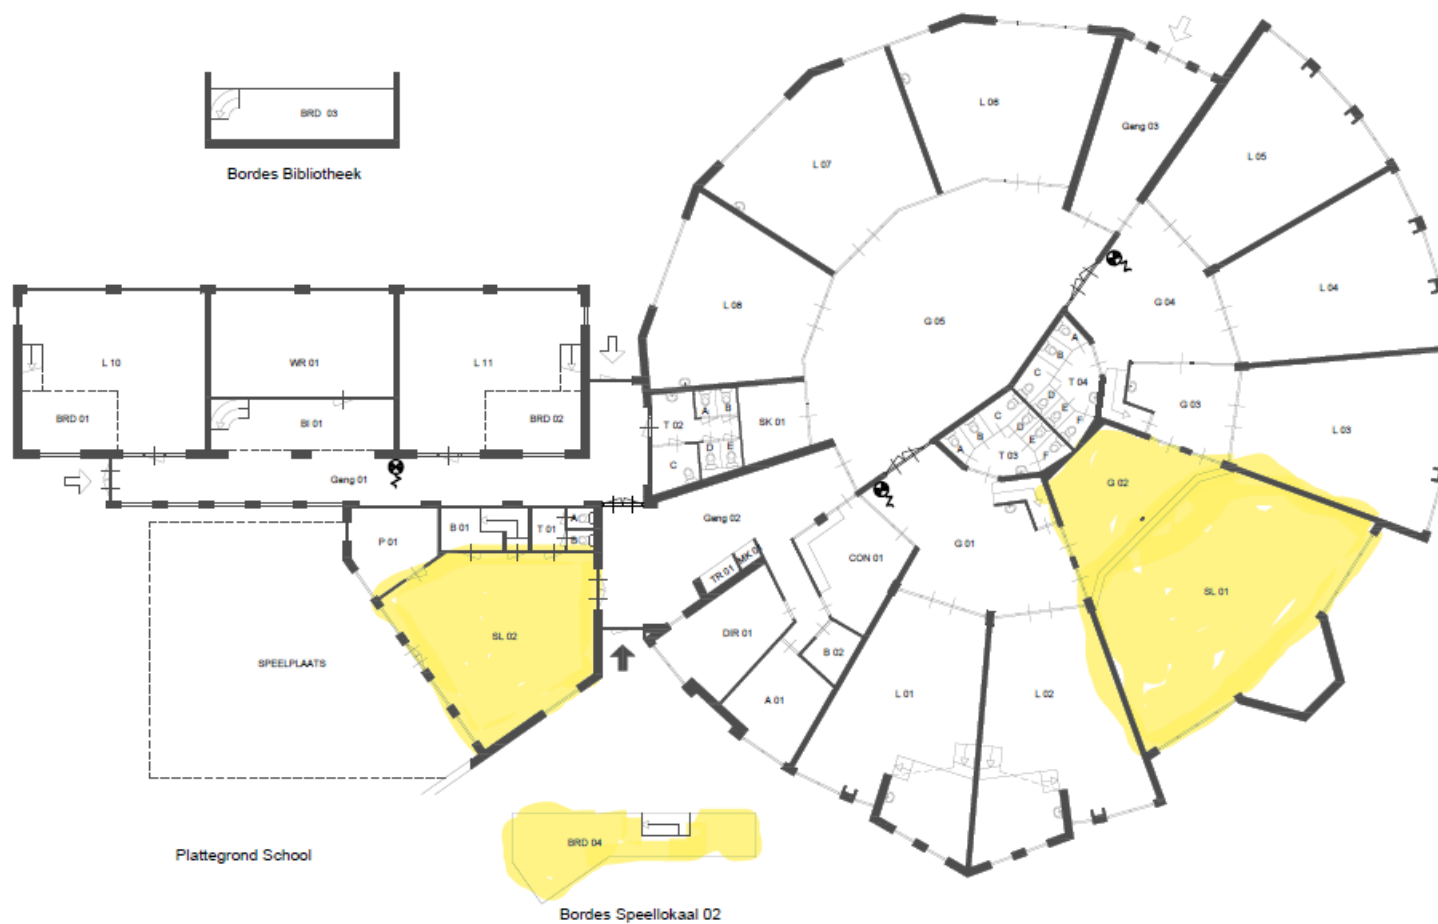 BRD 03
Bordes Bibliotheek
L 06
Gang 03
L 05
L 07
L 04
L 08
G 05
G 04
L 10
WR 01
L 11
BRD 01
BI 01
BRD 02
Gang 01
A
B
C
T 04
D
E
F
G 03
L 03
T 02
A
B
SK 01
C
D
E
C
B
A
D
E
F
T 03
G 02
Gang 02
P 01
B 01
T 01
A
B
G 01
CON 01
TR 01
MK 01
SL 01
SL 02
DIR 01
B 02
SPEELPLAATS
A 01
L 01
L 02
BRD 04
Plattegrond School
Bordes Speellokaal 02